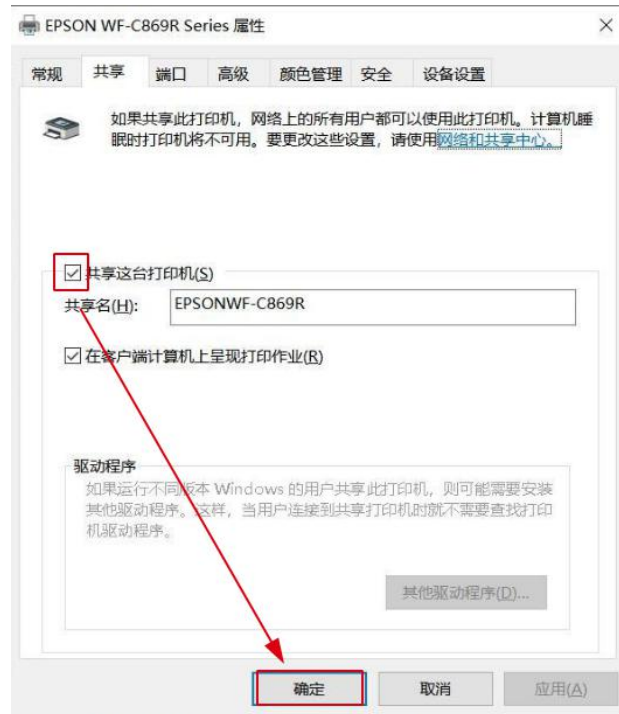 EPSON WF-C869R Series 属性
常规 共享 端口 高级 颜色管理 安全 设备设置
如果共享此打印机，网络上的所有用户都可以使用此打印机。计算机睡
眠时打印机将不可用。要更改这些设置，请使用网络和共享中心。
共享这台打印机(S)
共享名(H): EPSONWF-C869R
在客户端计算机上呈现打印作业(R)
驱动程序
如果运行不同版本 Windows 的用户共享此打印机，则可能需要安装
其他驱动程序。这样，当用户连接到共享打印机时就不需要查找打印
机驱动程序。
其他驱动程序(D)...
确定 取消 应用(A)